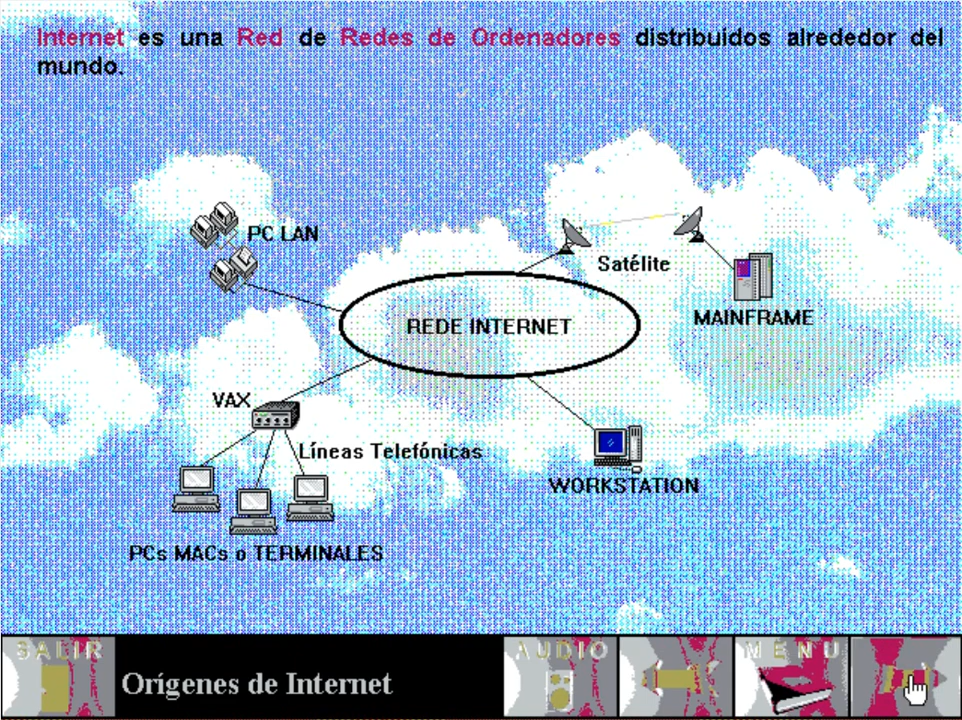 Internet es una Red de Redes de Ordenadores distribuidos alrededor del
mundo.
PC LAN
Satélite
MAINFRAME
REDE INTERNET
VAX
Líneas Telefónicas
WORKSTATION
PCs MACs o TERMINALES
SALIR
Orígenes de Internet
AUDIO
MENU